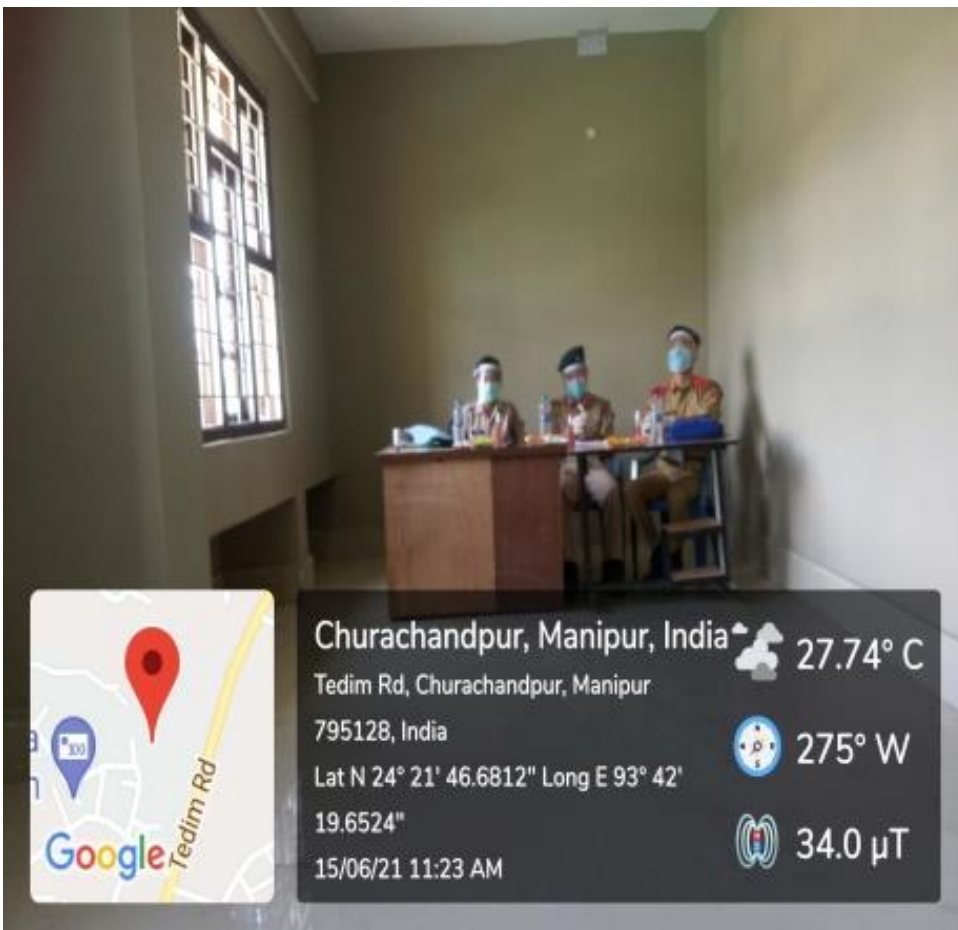 Churachandpur, Manipur, India
27.74° C
Tedim Rd, Churachandpur, Manipur
795128, India
275° W
Lat N 24° 21' 46.6812" Long E 93° 42'
19.6524"
34.0 µT
15/06/21 11:23 AM
Tedim Rd
Google